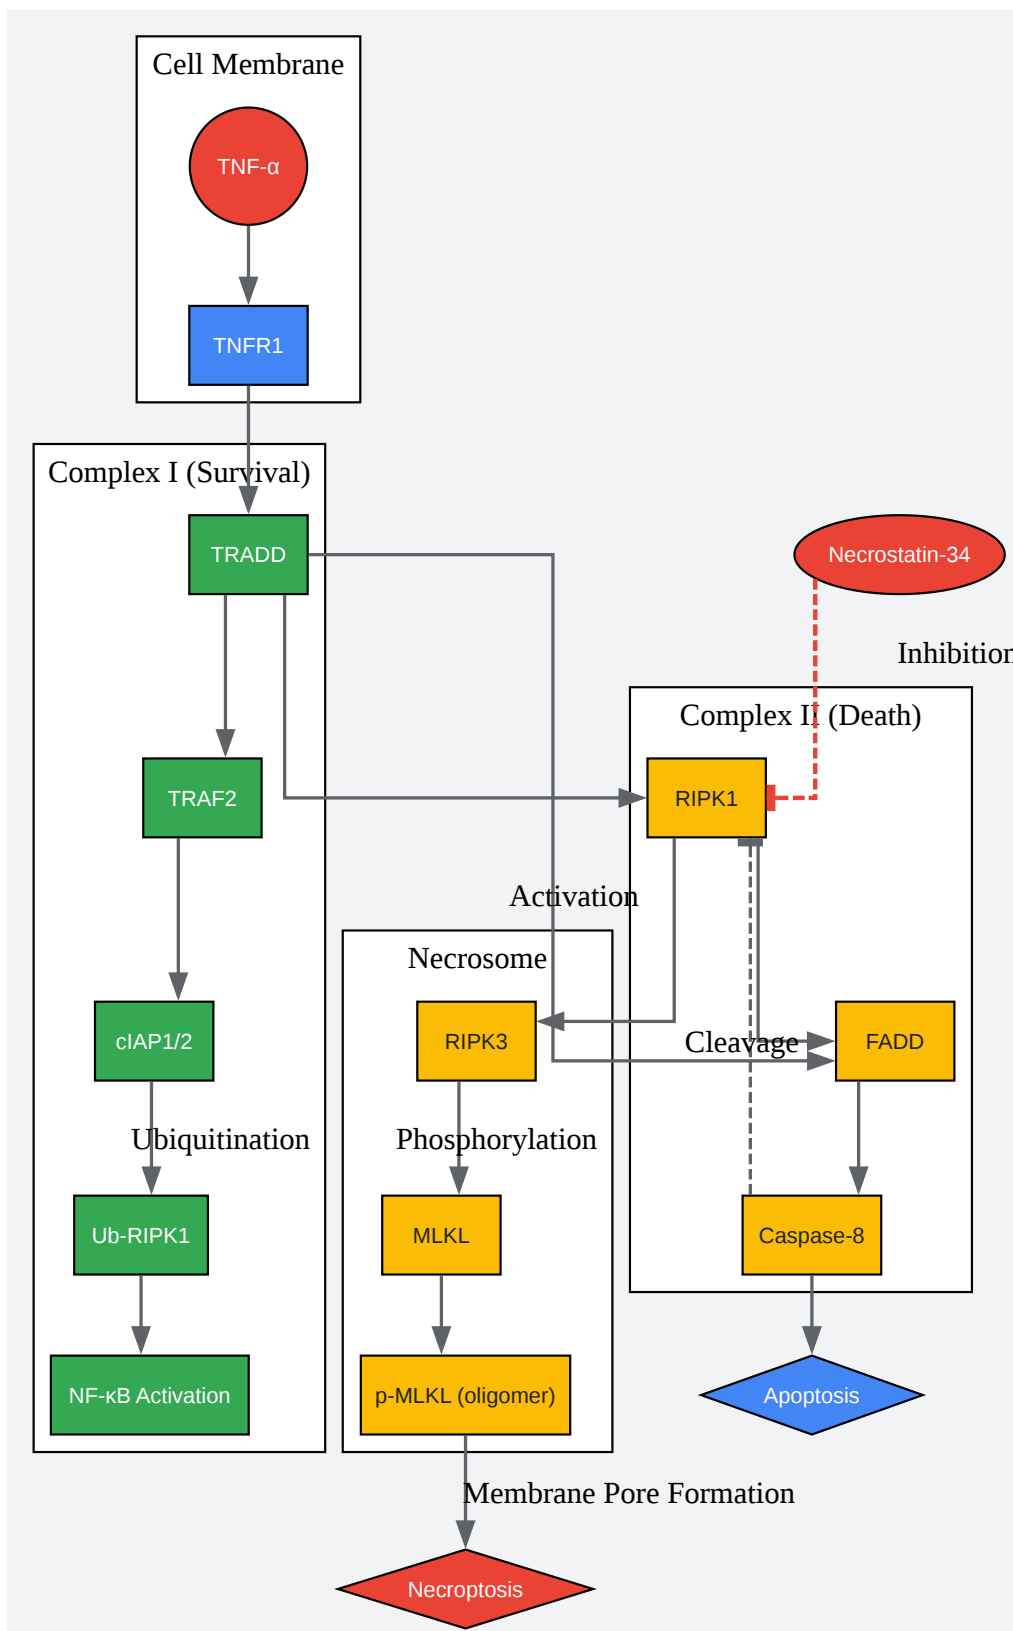 Cell Membrane
TNF-α
TNFR1
Complex I (Survival)
TRADD
Necrostatin-34
Inhibition
Complex II (Death)
TRAF2
RIPK1
Activation
Necrosome
cIAP1/2
RIPK3
Cleavage
FADD
Ubiquitination
Phosphorylation
Ub-RIPK1
MLKL
Caspase-8
NF-κB Activation
p-MLKL (oligomer)
Apoptosis
Membrane Pore Formation
Necroptosis